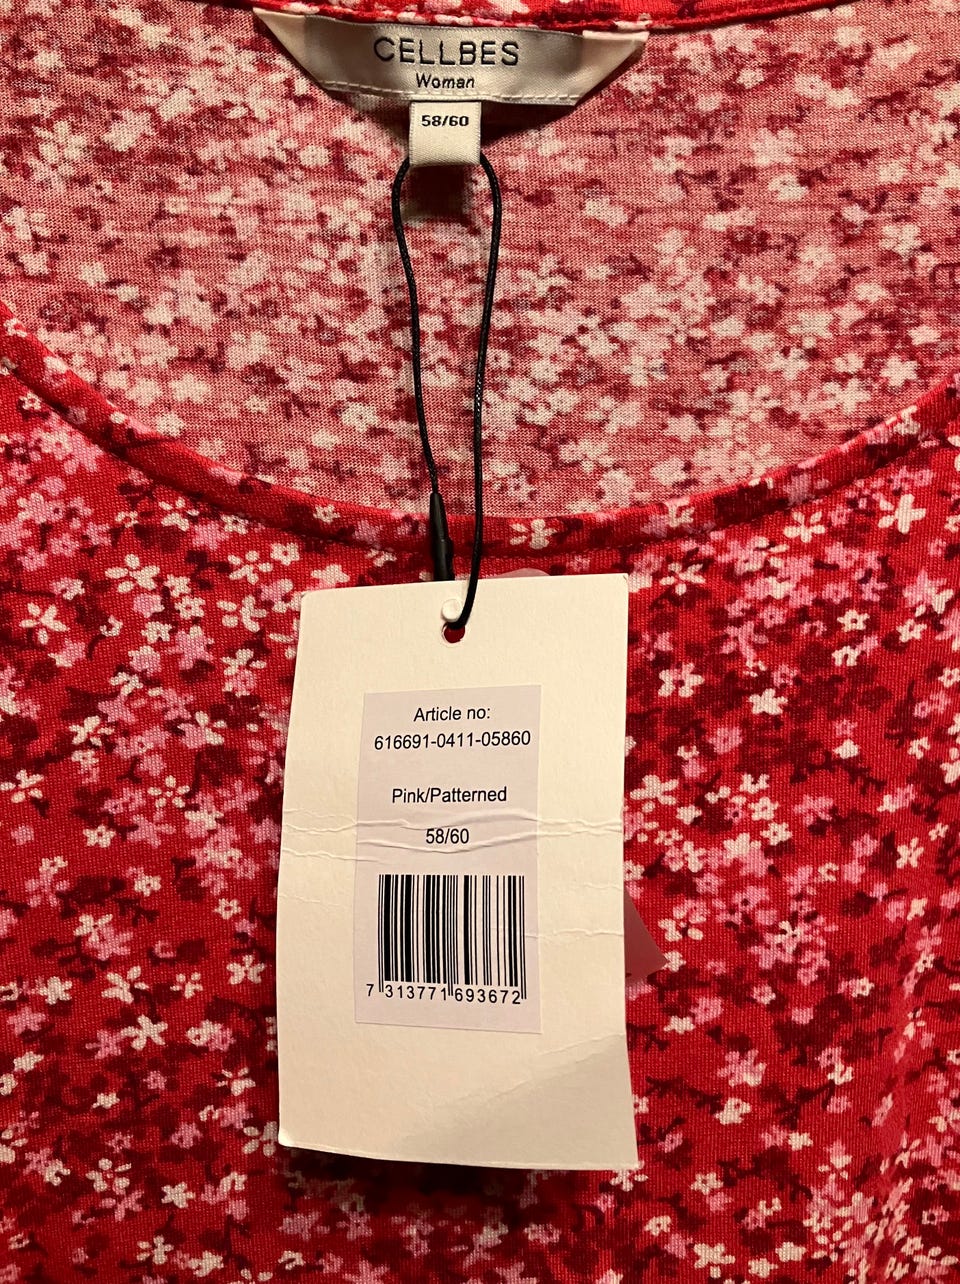 CELLBES
Woman
58/60
Article no:
616691-0411-05860
Pink/Patterned
58/60
7 313771 693672